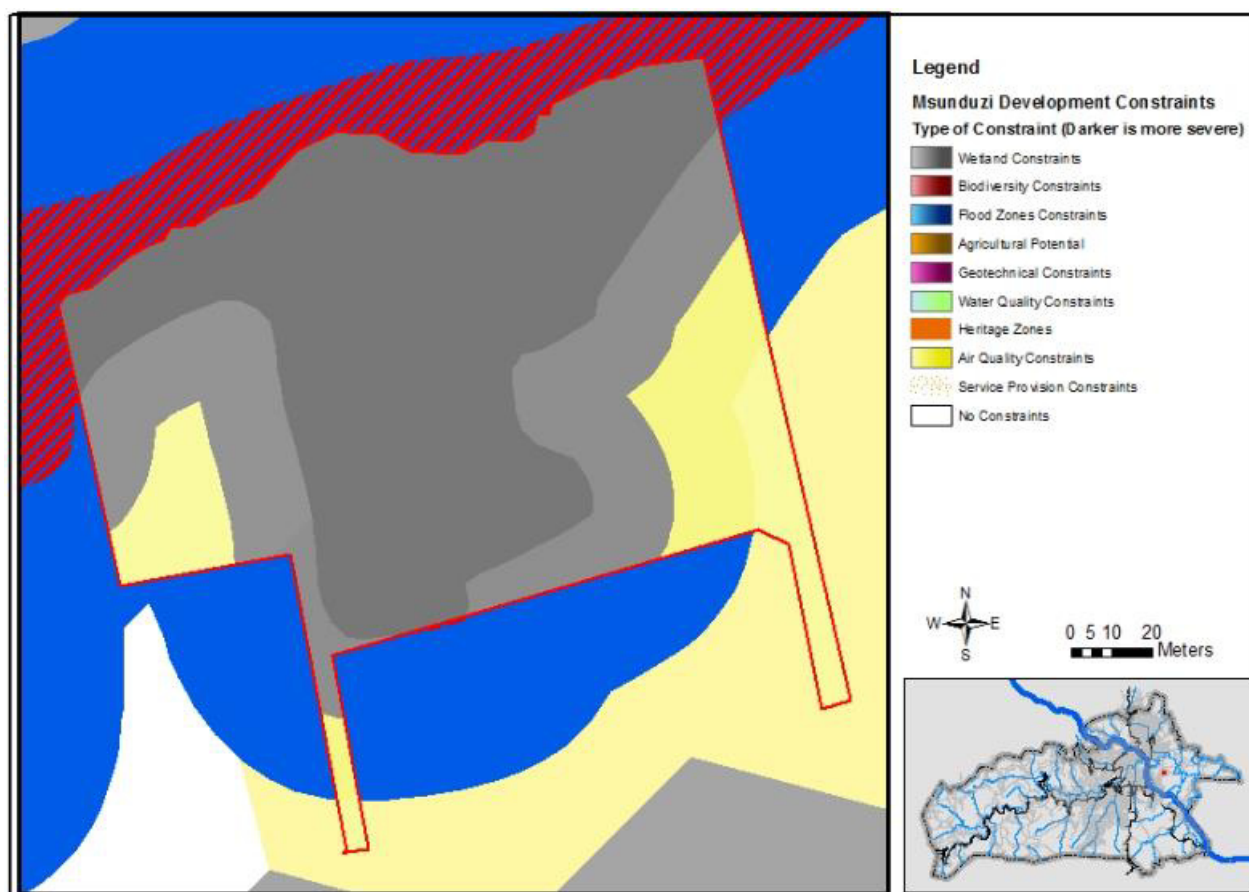 Legend
Msunduzi Development Constraints
Type of Constraint (Darker is more severe)
Wetland Constraints
Biodiversity Constraints
Flood Zones Constraints
Agricultural Potential
Geotechnical Constraints
Water Quality Constraints
Heritage Zones
Air Quality Constraints
Service Provision Constraints
No Constraints
N
W E
S
0 5 10 20
Meters